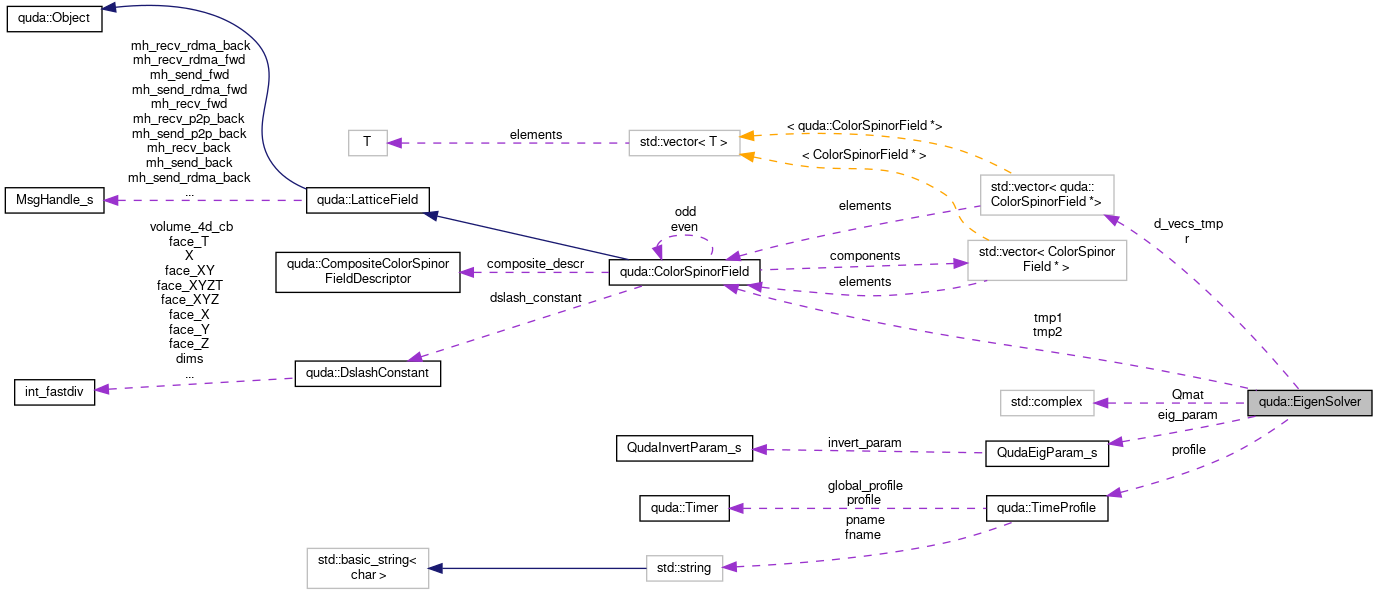 quda::Object
mh_recv_rdma_back
mh_recv_rdma_fwd
mh_send_fwd
mh_send_rdma_fwd
mh_recv_fwd
mh_recv_p2p_back
mh_send_p2p_back
mh_recv_back
mh_send_back
mh_send_rdma_back
...
MsgHandle_s
quda::LatticeField
volume_4d_cb
face_T
X
face_XY
face_XYZT
face_XYZ
face_X
face_Y
face_Z
dims
...
int_fastdiv
quda::CompositeColorSpinor
FieldDescriptor
composite_descr
dslash_constant
quda::DslashConstant
T
elements
std::vector< T >
< quda::ColorSpinorField *>
< ColorSpinorField * >
odd
even
quda::ColorSpinorField
elements
components
elements
std::vector< quda::
ColorSpinorField *>
std::vector< ColorSpinor
Field * >
d_vecs_tmp
r
tmp1
tmp2
std::complex
Qmat
quda::EigenSolver
eig_param
QudaInvertParam_s
invert_param
QudaEigParam_s
profile
quda::Timer
global_profile
profile
quda::TimeProfile
pname
fname
std::basic_string<
char >
std::string